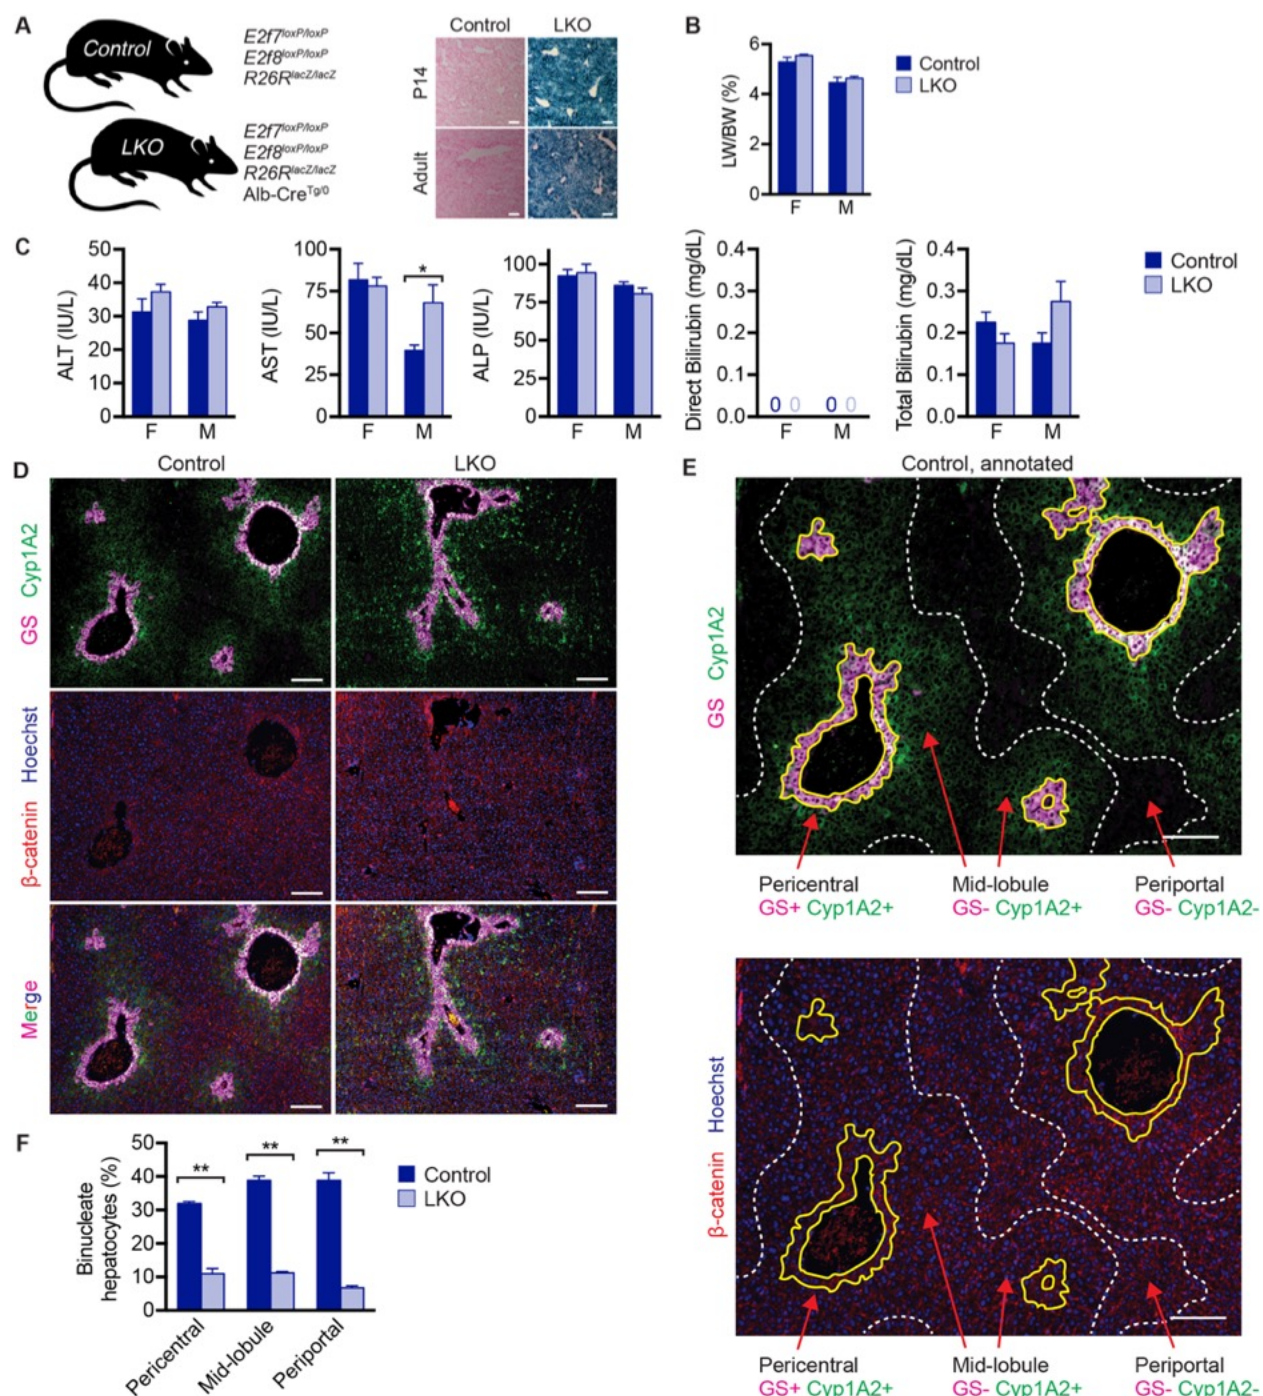 A
Control
E2f7loxP/loxP
E2f8loxP/loxP
R26RlacZ/lacZ
LKO
E2f7loxP/loxP
E2f8loxP/loxP
R26RlacZ/lacZ
Alb-CreTg/0
Control LKO
P14
Adult
B
LW/BW (%)
6
4
2
0
F M
Control
LKO
C
ALT (IU/L)
50
40
30
20
10
0
F M
AST (IU/L)
100
75
50
25
0
*
F M
ALP (IU/L)
100
75
50
25
0
F M
Direct Bilirubin (mg/dL)
0.4
0.3
0.2
0.1
0.0
0 0 0 0
F M
Total Bilirubin (mg/dL)
0.4
0.3
0.2
0.1
0.0
F M
Control
LKO
D
Control LKO
GS Cyp1A2
β-catenin Hoechst
Merge
E
Control, annotated
GS Cyp1A2
Pericentral Mid-lobule Periportal
GS+ Cyp1A2+ GS- Cyp1A2+ GS- Cyp1A2-
β-catenin Hoechst
Pericentral Mid-lobule Periportal
GS+ Cyp1A2+ GS- Cyp1A2+ GS- Cyp1A2-
F
Binucleate
hepatocytes (%)
50
40
30
20
10
0
** ** **
Pericentral
Mid-lobule
Periportal
Control
LKO